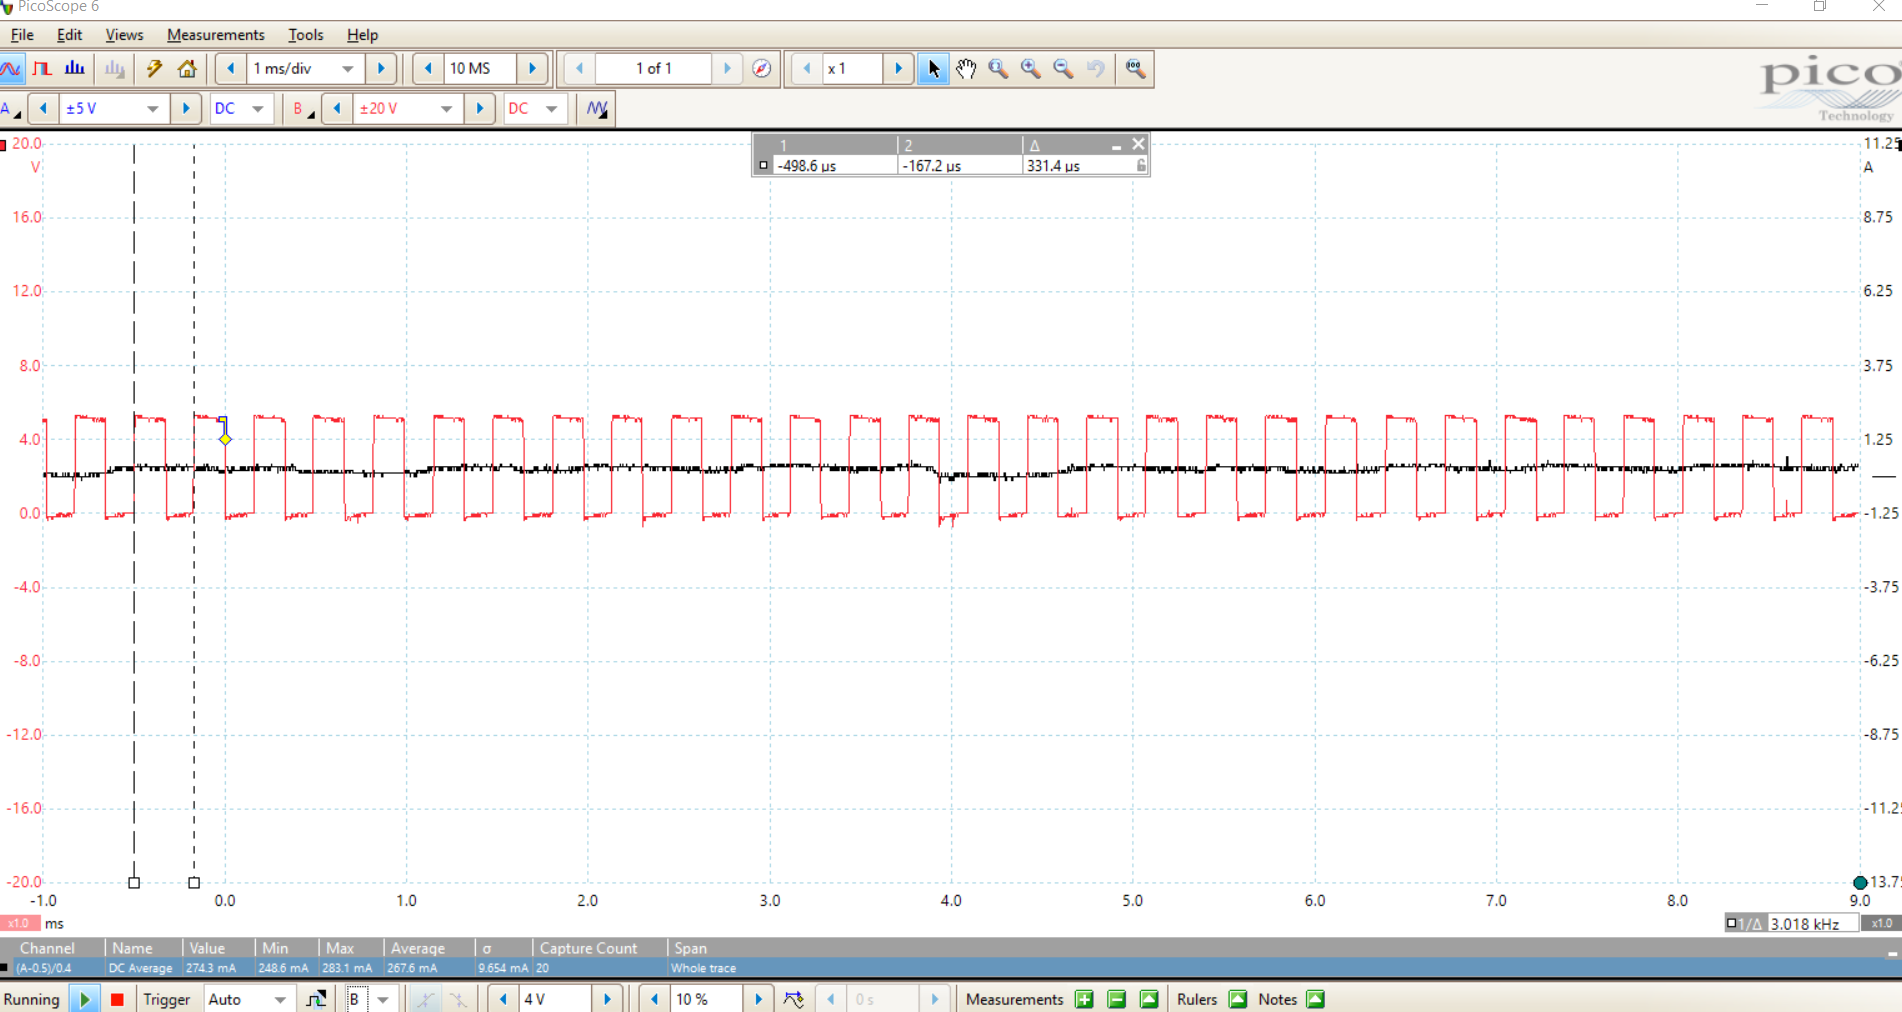 PicoScope 6
File Edit Views Measurements Tools Help
1 ms/div 10 MS 1 of 1 x 1
pico
Technology
A ±5 V DC B ±20 V DC
1 2 Δ
-498.6 µs -167.2 µs 331.4 µs
20.0 11.25
V A
16.0 8.75
12.0 6.25
8.0 3.75
4.0 1.25
0.0 -1.25
-4.0 -3.75
-8.0 -6.25
-12.0 -8.75
-16.0 -11.2
-20.0 13.7
-1.0 0.0 1.0 2.0 3.0 4.0 5.0 6.0 7.0 8.0 9.0
x1.0 ms 1/Δ 3.018 kHz x1.0
Channel Name Value Min Max Average σ Capture Count Span
(A-0.5)/0.4 DC Average 274.3 mA 248.6 mA 283.1 mA 267.6 mA 9.654 mA 20 Whole trace
Running Trigger Auto B 4 V 10 % 0 s Measurements Rulers Notes